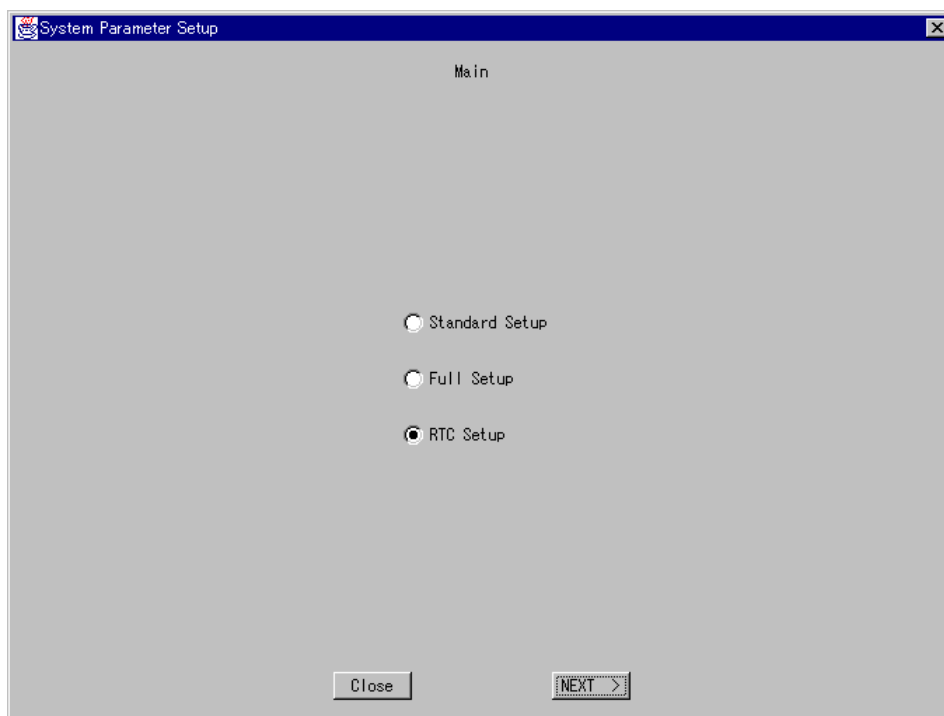 System Parameter Setup
Main
Standard Setup
Full Setup
RTC Setup
Close
NEXT >